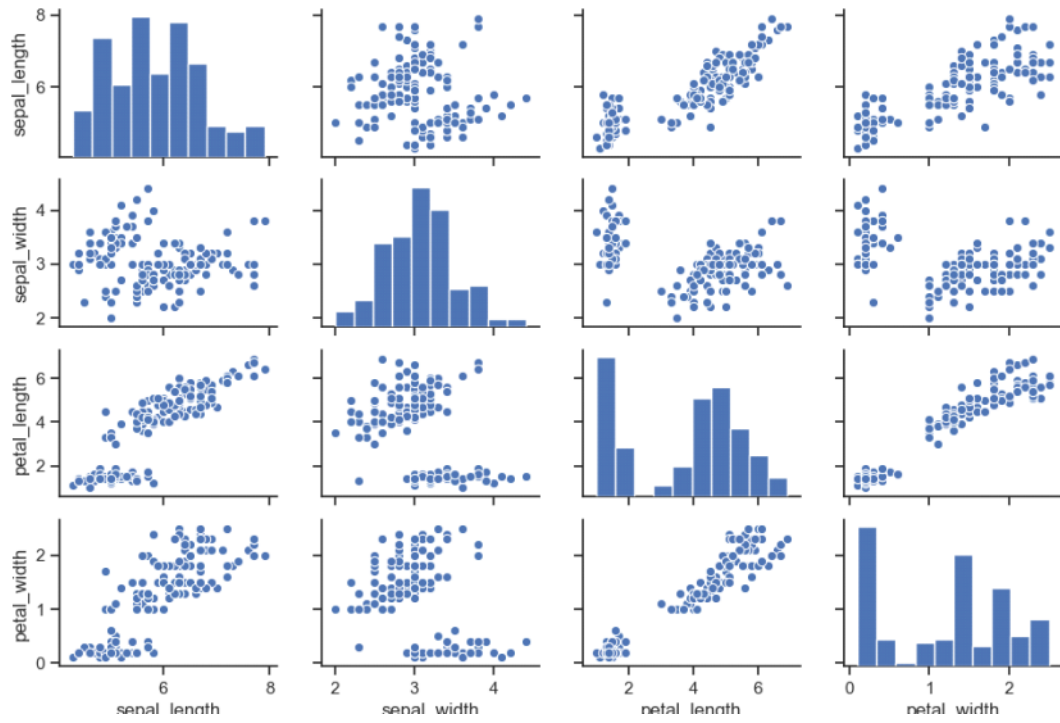 sepal_length
8
6
sepal_width
4
3
2
petal_length
6
4
2
petal_width
2
1
0
6 8
sepal_length
2 3 4
sepal_width
2 4 6
petal_length
0 1 2
petal_width